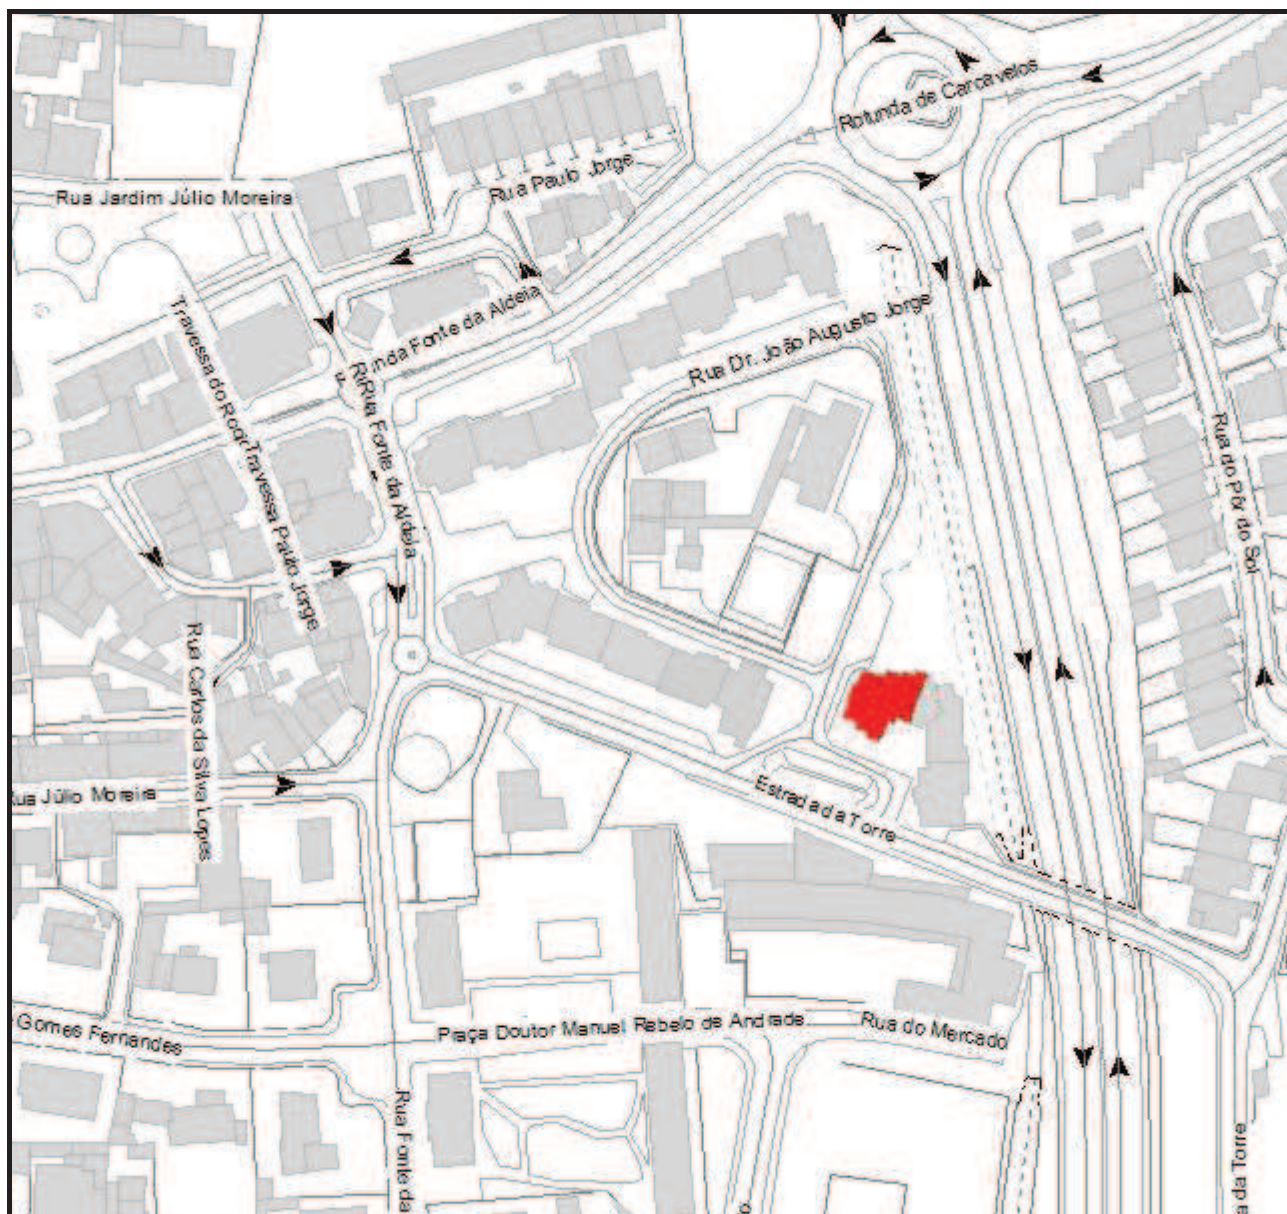 Rotunda de Carcavelos
Rua Paulo Jorge
Rua Jardim Júlio Moreira
Rua da Fonte da Aldeia
Rua Dr. João Augusto Jorge
Travessa do
Rua Fonte da Aldeia
Travessa Paulo Jorge
Rua do Pôr do Sol
Rua Carlos da Silva Lopes
Rua Júlio Moreira
Estrada da Torre
Gomes Fernandes
Praça Doutor Manuel Rebelo de Andrade
Rua do Mercado
Rua Fonte da
da Torre